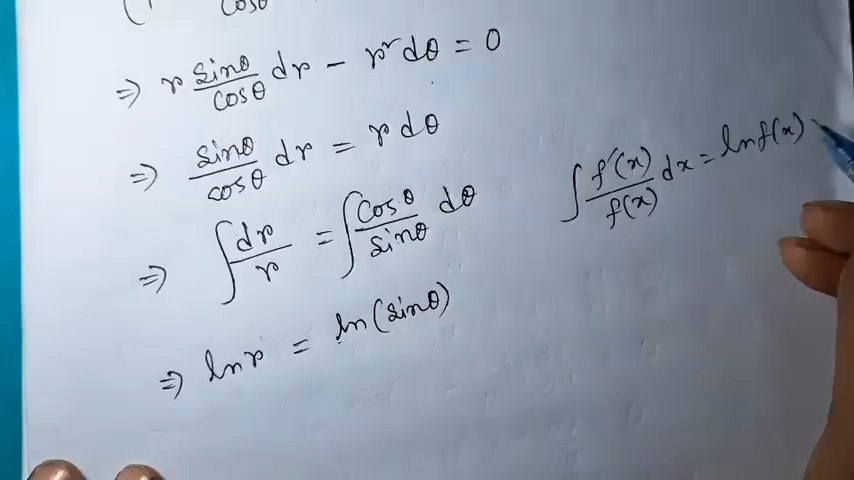 cosθ
⇒ r sinθ/cosθ dr − r² dθ = 0
⇒ sinθ/cosθ dr = r dθ
⇒ ∫ dr/r = ∫ cosθ/sinθ dθ
∫ f′(x)/f(x) dx = ln f(x)
⇒ ln r = ln(sinθ)